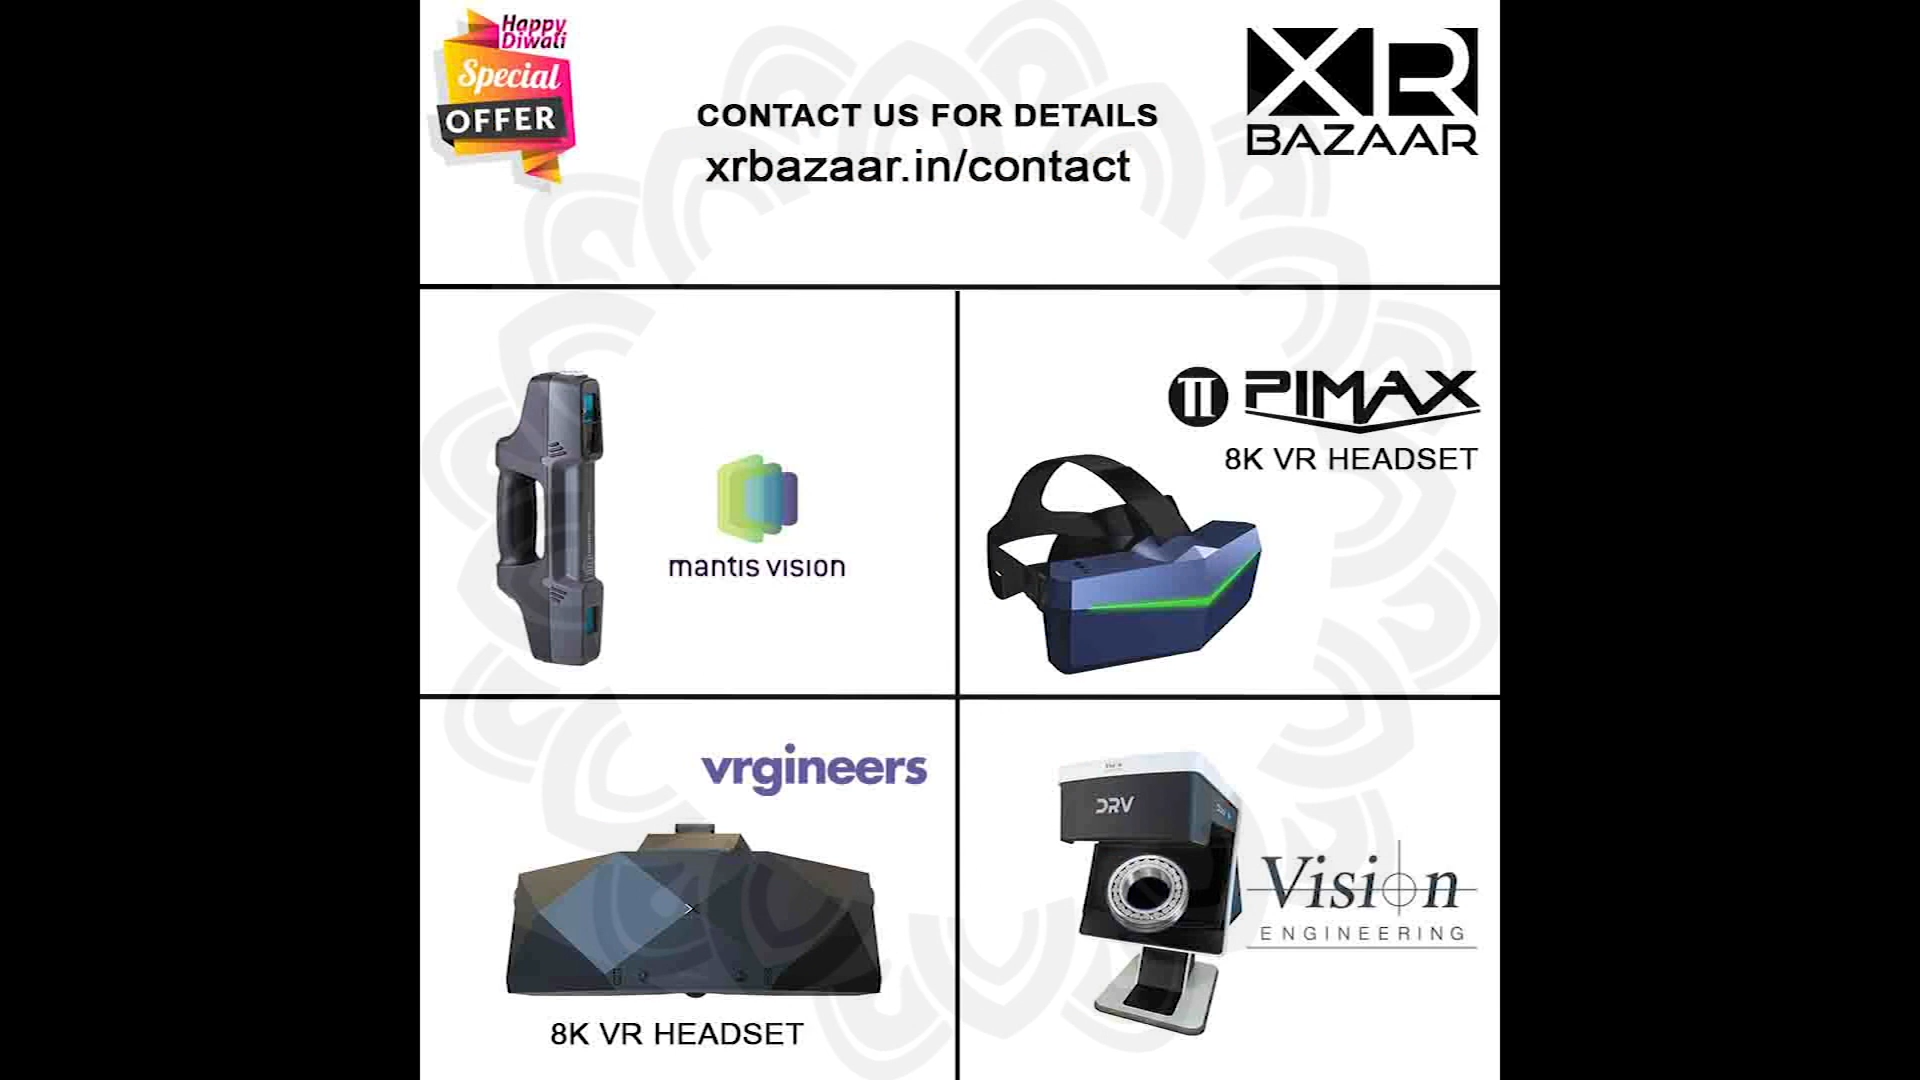 Happy
Diwali
Special
OFFER
CONTACT US FOR DETAILS
xrbazaar.in/contact
XR
BAZAAR
mantis vision
PIMAX
8K VR HEADSET
vrgineers
8K VR HEADSET
DRV
Vision
ENGINEERING